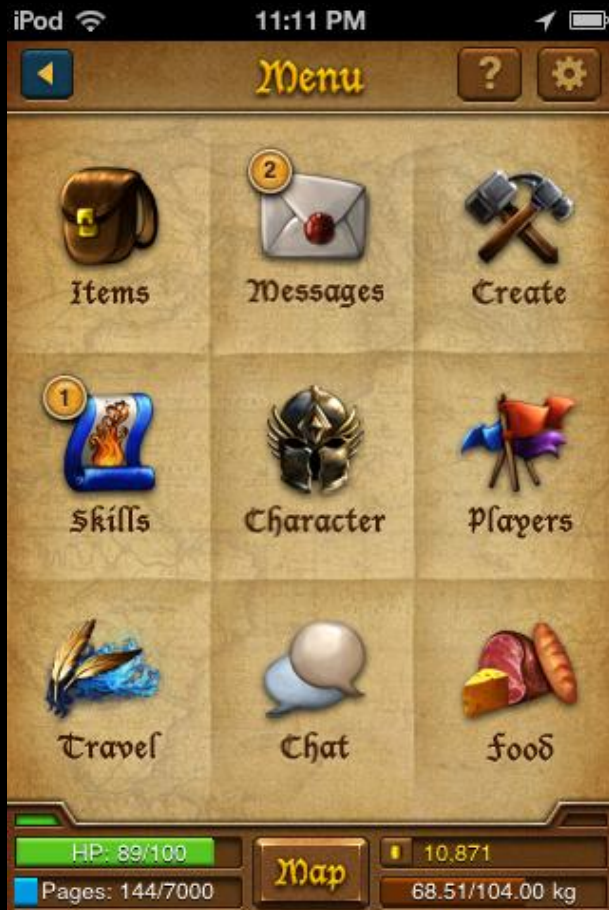 iPod 11:11 PM
Menu ?
2
Items Messages Create
1
Skills Character Players
Travel Chat Food
HP: 89/100 Map 10,871
Pages: 144/7000 68.51/104.00 kg